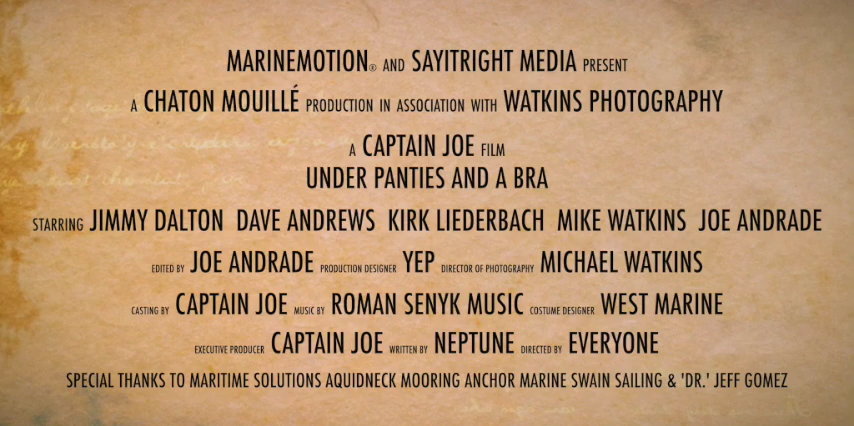 MARINEMOTION® AND SAYITRIGHT MEDIA PRESENT
A CHATON MOUILLÉ PRODUCTION IN ASSOCIATION WITH WATKINS PHOTOGRAPHY
A CAPTAIN JOE FILM
UNDER PANTIES AND A BRA
STARRING JIMMY DALTON DAVE ANDREWS KIRK LIEDERBACH MIKE WATKINS JOE ANDRADE
EDITED BY JOE ANDRADE PRODUCTION DESIGNER YEP DIRECTOR OF PHOTOGRAPHY MICHAEL WATKINS
CASTING BY CAPTAIN JOE MUSIC BY ROMAN SENYK MUSIC COSTUME DESIGNER WEST MARINE
EXECUTIVE PRODUCER CAPTAIN JOE WRITTEN BY NEPTUNE DIRECTED BY EVERYONE
SPECIAL THANKS TO MARITIME SOLUTIONS AQUIDNECK MOORING ANCHOR MARINE SWAIN SAILING & 'DR.' JEFF GOMEZ